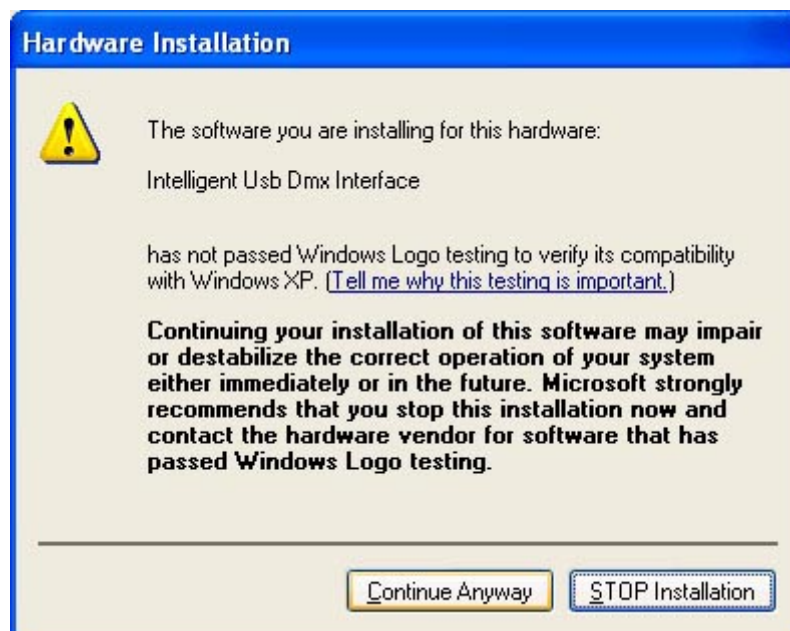 Hardware Installation
The software you are installing for this hardware:
Intelligent Usb Dmx Interface
has not passed Windows Logo testing to verify its compatibility
with Windows XP. (Tell me why this testing is important.)
Continuing your installation of this software may impair
or destabilize the correct operation of your system
either immediately or in the future. Microsoft strongly
recommends that you stop this installation now and
contact the hardware vendor for software that has
passed Windows Logo testing.
Continue Anyway
STOP Installation